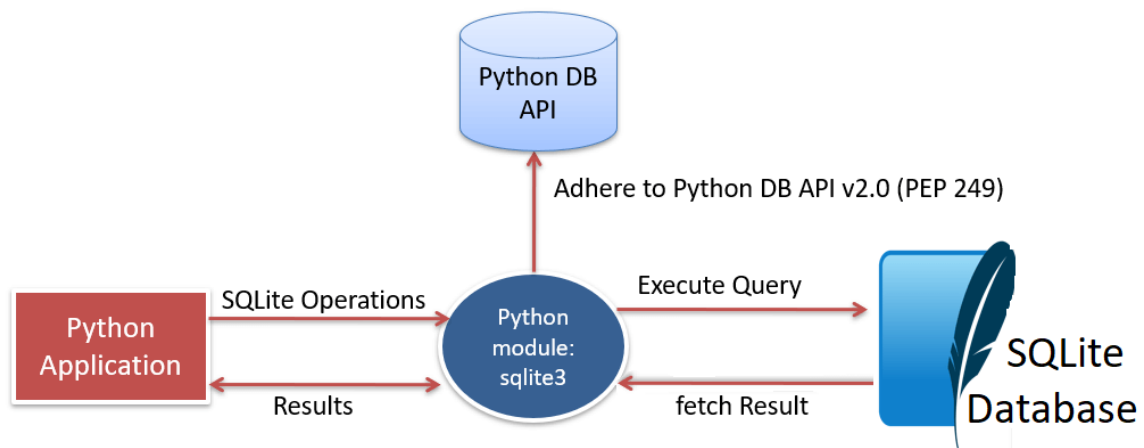 Python DB
API
Adhere to Python DB API v2.0 (PEP 249)
SQLite Operations
Execute Query
Python
Application
Python
module:
sqlite3
SQLite
Database
Results
fetch Result